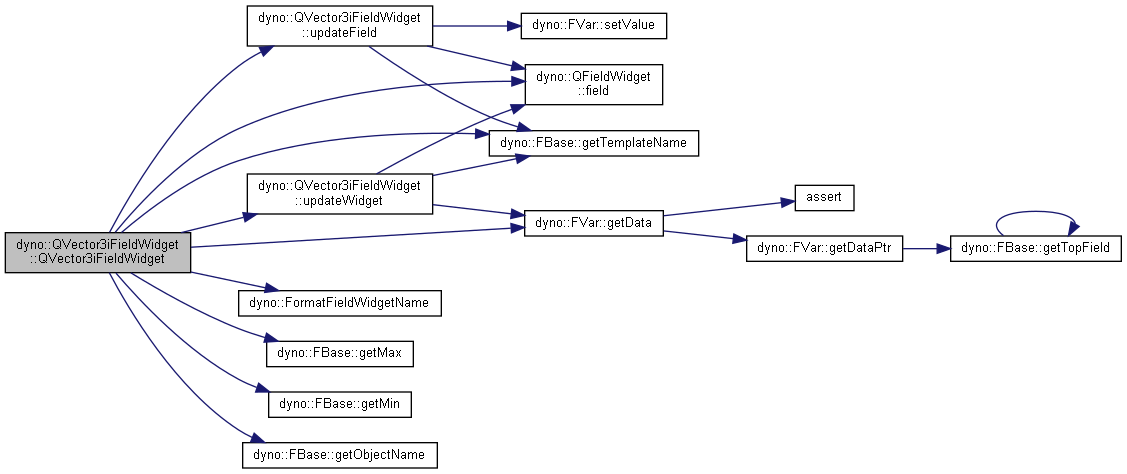 dyno::QVector3iFieldWidget
::updateField
dyno::FVar::setValue
dyno::QFieldWidget
::field
dyno::FBase::getTemplateName
dyno::QVector3iFieldWidget
::updateWidget
assert
dyno::FVar::getData
dyno::QVector3iFieldWidget
::QVector3iFieldWidget
dyno::FVar::getDataPtr
dyno::FBase::getTopField
dyno::FormatFieldWidgetName
dyno::FBase::getMax
dyno::FBase::getMin
dyno::FBase::getObjectName